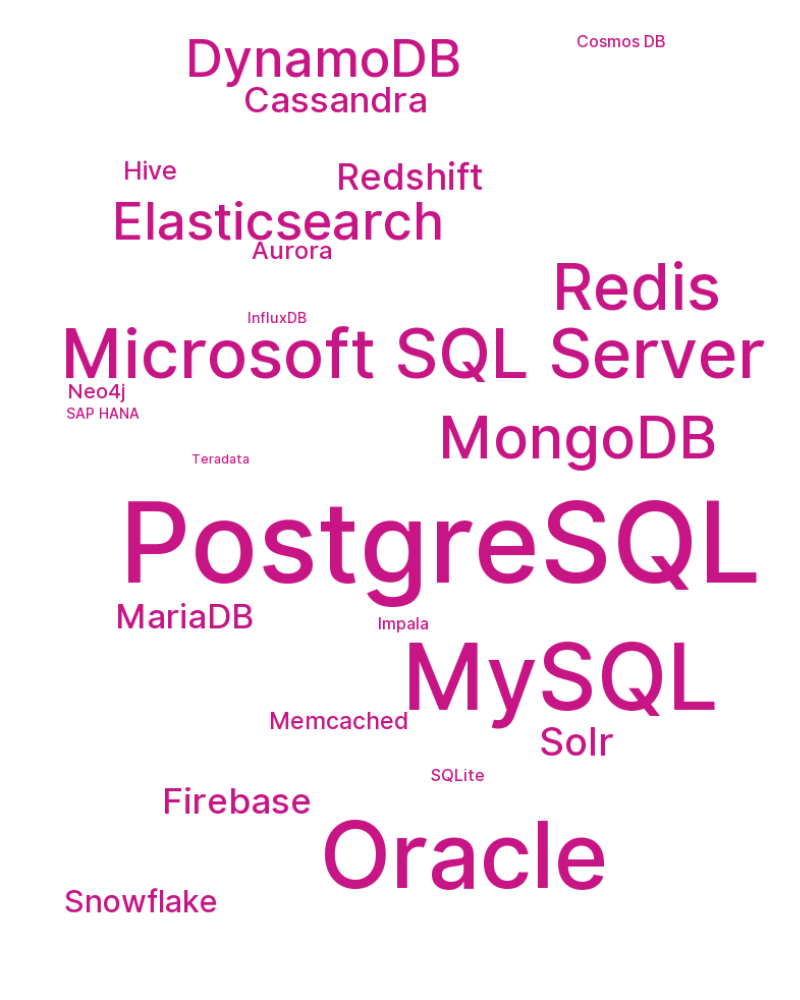 DynamoDB
Cosmos DB
Cassandra
Hive
Redshift
Elasticsearch
Aurora
Redis
InfluxDB
Microsoft SQL Server
Neo4j
SAP HANA
MongoDB
Teradata
PostgreSQL
MariaDB
Impala
MySQL
Memcached
Solr
SQLite
Firebase
Oracle
Snowflake